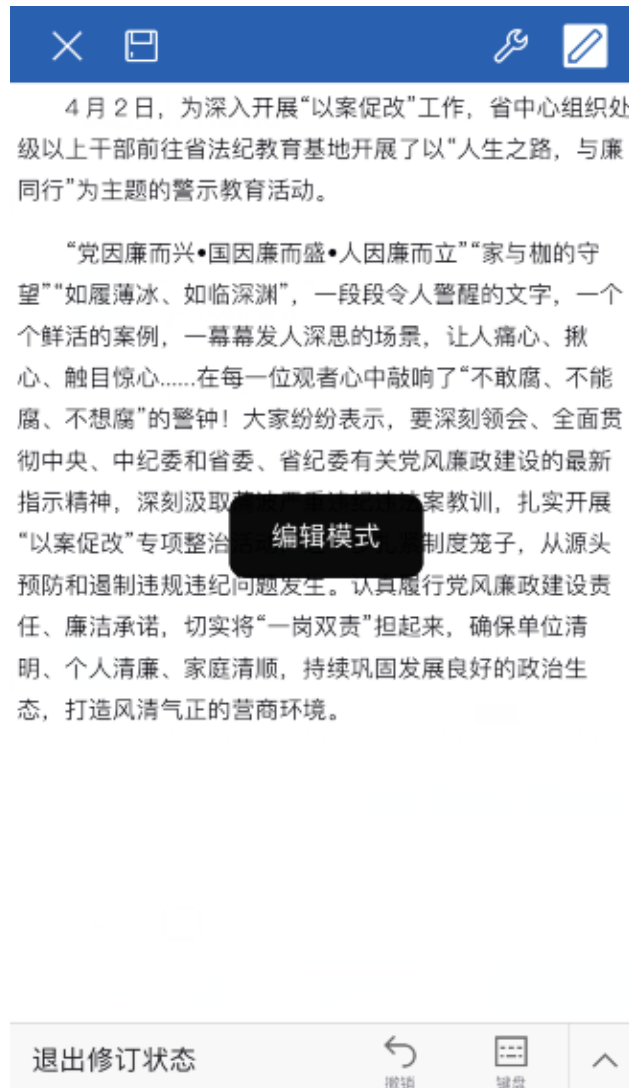 4月2日，为深入开展“以案促改”工作，省中心组织处
级以上干部前往省法纪教育基地开展了以“人生之路，与廉
同行”为主题的警示教育活动。
“党因廉而兴•国因廉而盛•人因廉而立”“家与枷的守
望”“如履薄冰、如临深渊”，一段段令人警醒的文字，一个
个鲜活的案例，一幕幕发人深思的场景，让人痛心、揪
心、触目惊心......在每一位观者心中敲响了“不敢腐、不能
腐、不想腐”的警钟！大家纷纷表示，要深刻领会、全面贯
彻中央、中纪委和省委、省纪委有关党风廉政建设的最新
指示精神，深刻汲取案教训，扎实开展
“以案促改”专项整治制度笼子，从源头
编辑模式
预防和遏制违规违纪问题发生。认真履行党风廉政建设责
任、廉洁承诺，切实将“一岗双责”担起来，确保单位清
明、个人清廉、家庭清顺，持续巩固发展良好的政治生
态，打造风清气正的营商环境。
退出修订状态
撤销
键盘